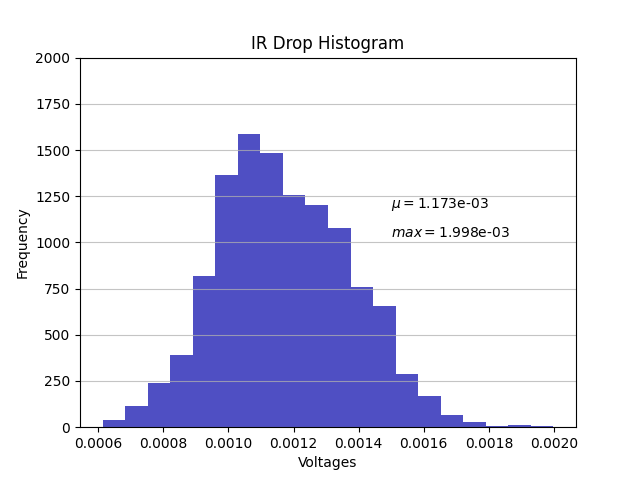 IR Drop Histogram
2000
1750
1500
1250
1000
750
500
250
0
Frequency
μ = 1.173e-03
max = 1.998e-03
0.0006 0.0008 0.0010 0.0012 0.0014 0.0016 0.0018 0.0020
Voltages